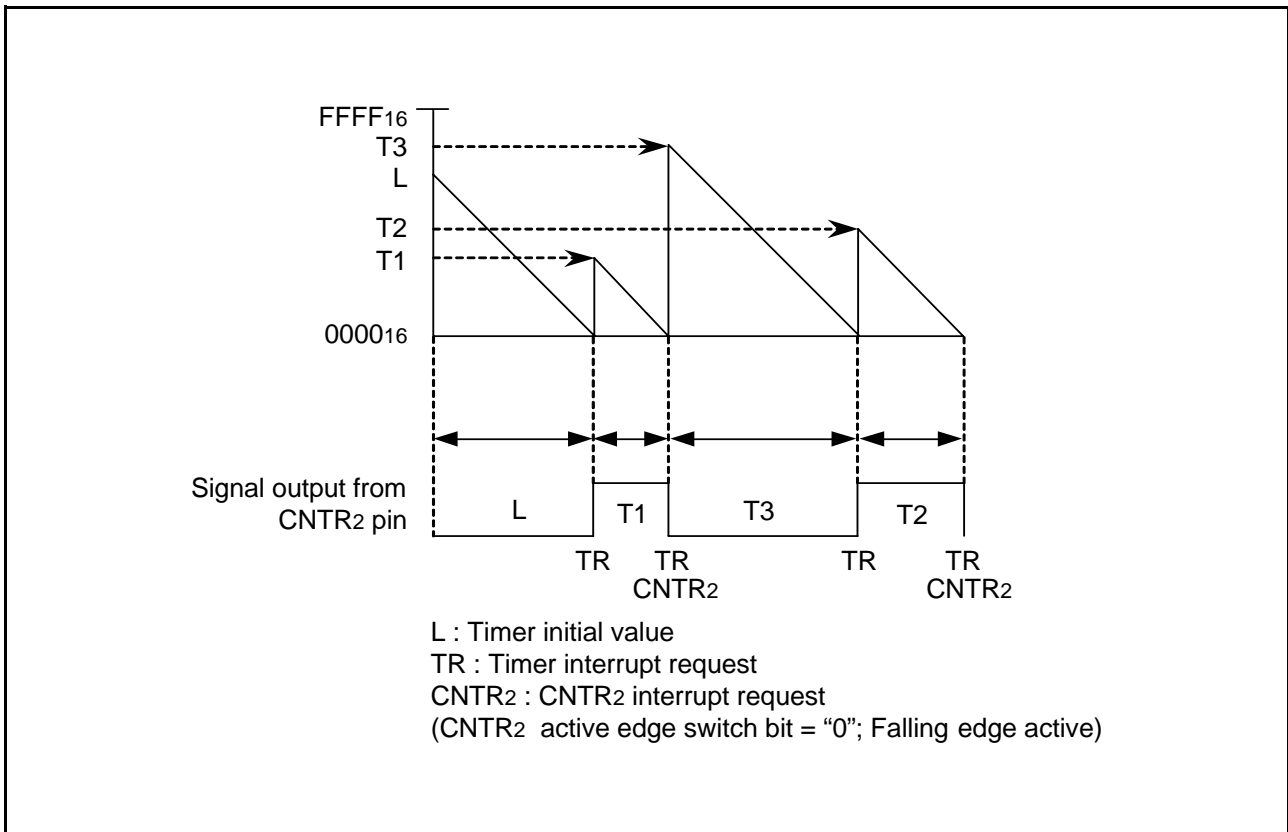 FFFF16
T3
L
T2
T1
000016
Signal output from
CNTR2 pin
L
T1
T3
T2
TR
TR
TR
TR
CNTR2
CNTR2
L : Timer initial value
TR : Timer interrupt request
CNTR2 : CNTR2 interrupt request
(CNTR2 active edge switch bit = “0”; Falling edge active)